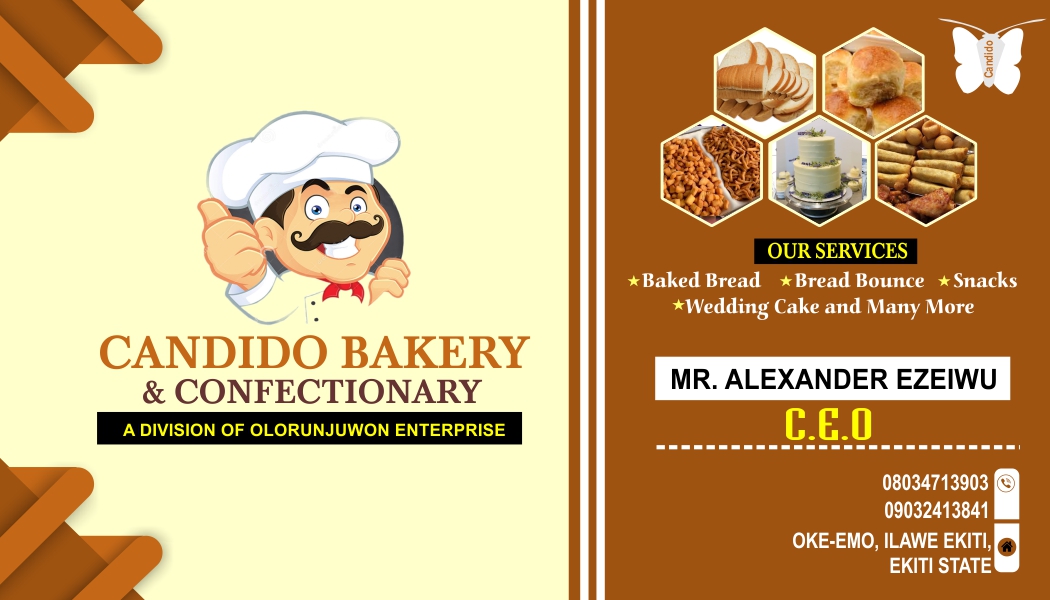 CANDIDO BAKERY
& CONFECTIONARY
A DIVISION OF OLORUNJUWON ENTERPRISE
Candido
OUR SERVICES
★Baked Bread ★Bread Bounce ★Snacks
★Wedding Cake and Many More
MR. ALEXANDER EZEIWU
C.E.O
08034713903
09032413841
OKE-EMO, ILAWE EKITI,
EKITI STATE